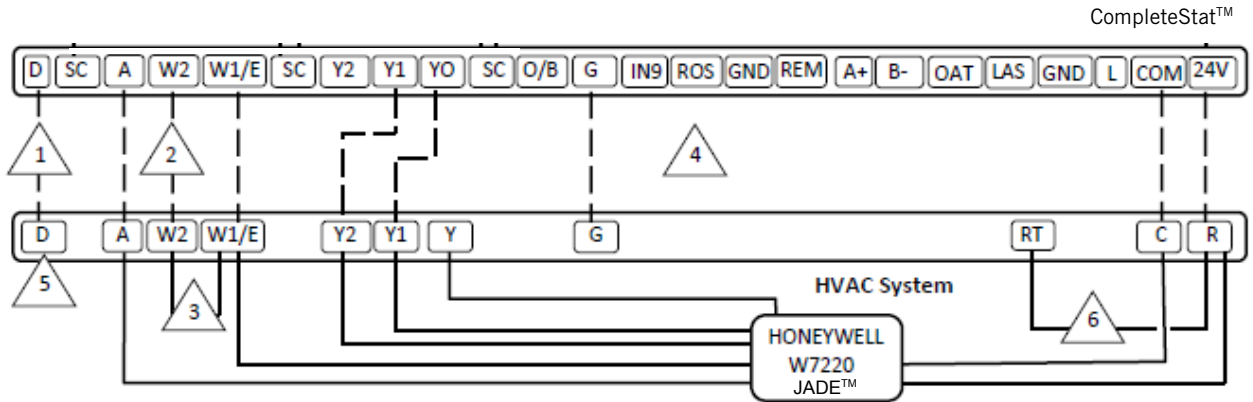 CompleteStat™
D SC A W2 W1/E SC Y2 Y1 YO SC O/B G IN9 ROS GND REM A+ B- OAT LAS GND L COM 24V
1 2 4
D A W2 W1/E Y2 Y1 Y G RT C R
5 3 HVAC System 6
HONEYWELL
W7220
JADE™